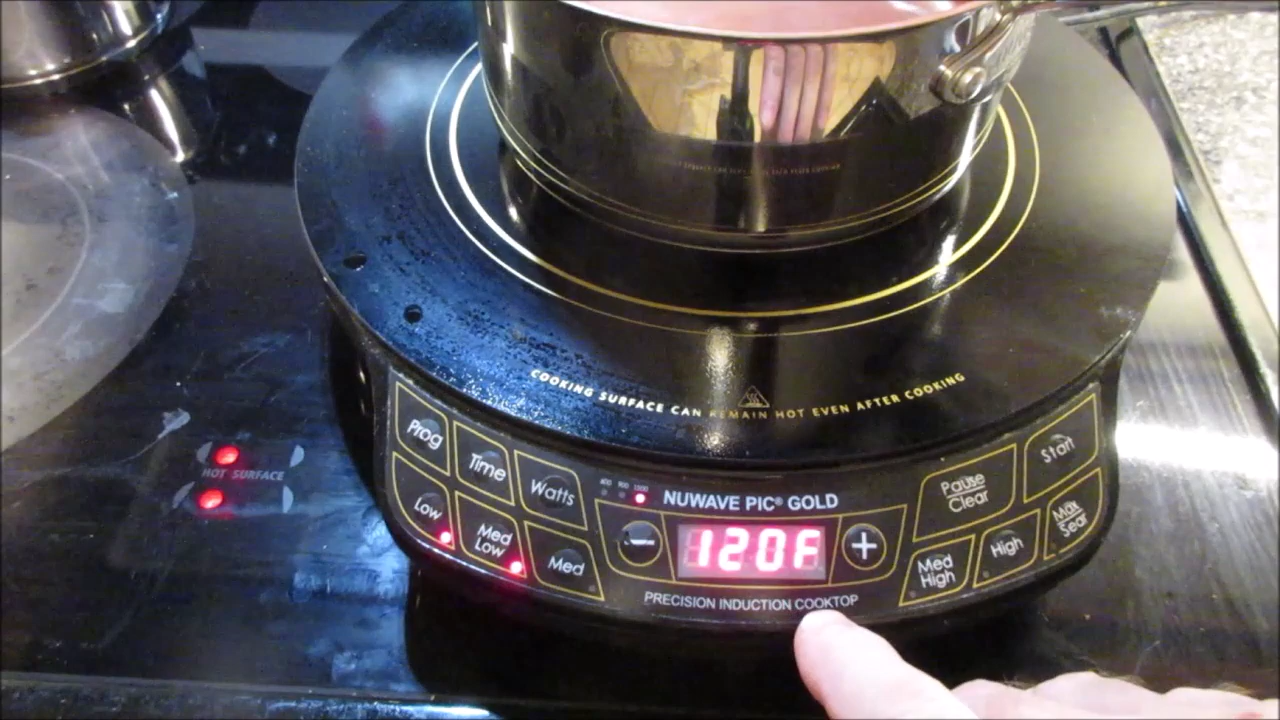 COOKING SURFACE CAN REMAIN HOT EVEN AFTER COOKING
Prog
Time
Watts
Low
Med
Low
Med
600 900 1500
NUWAVE PIC® GOLD
120F
+
PRECISION INDUCTION COOKTOP
Pause
Clear
Start
Med
High
High
Max
Sear
HOT SURFACE